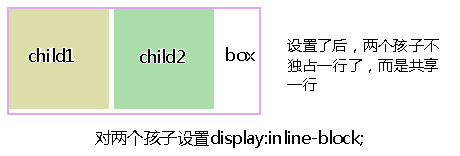 child1
child2
box
设置了后，两个孩子不
独占一行了，而是共享
一行
对两个孩子设置display:inline-block;